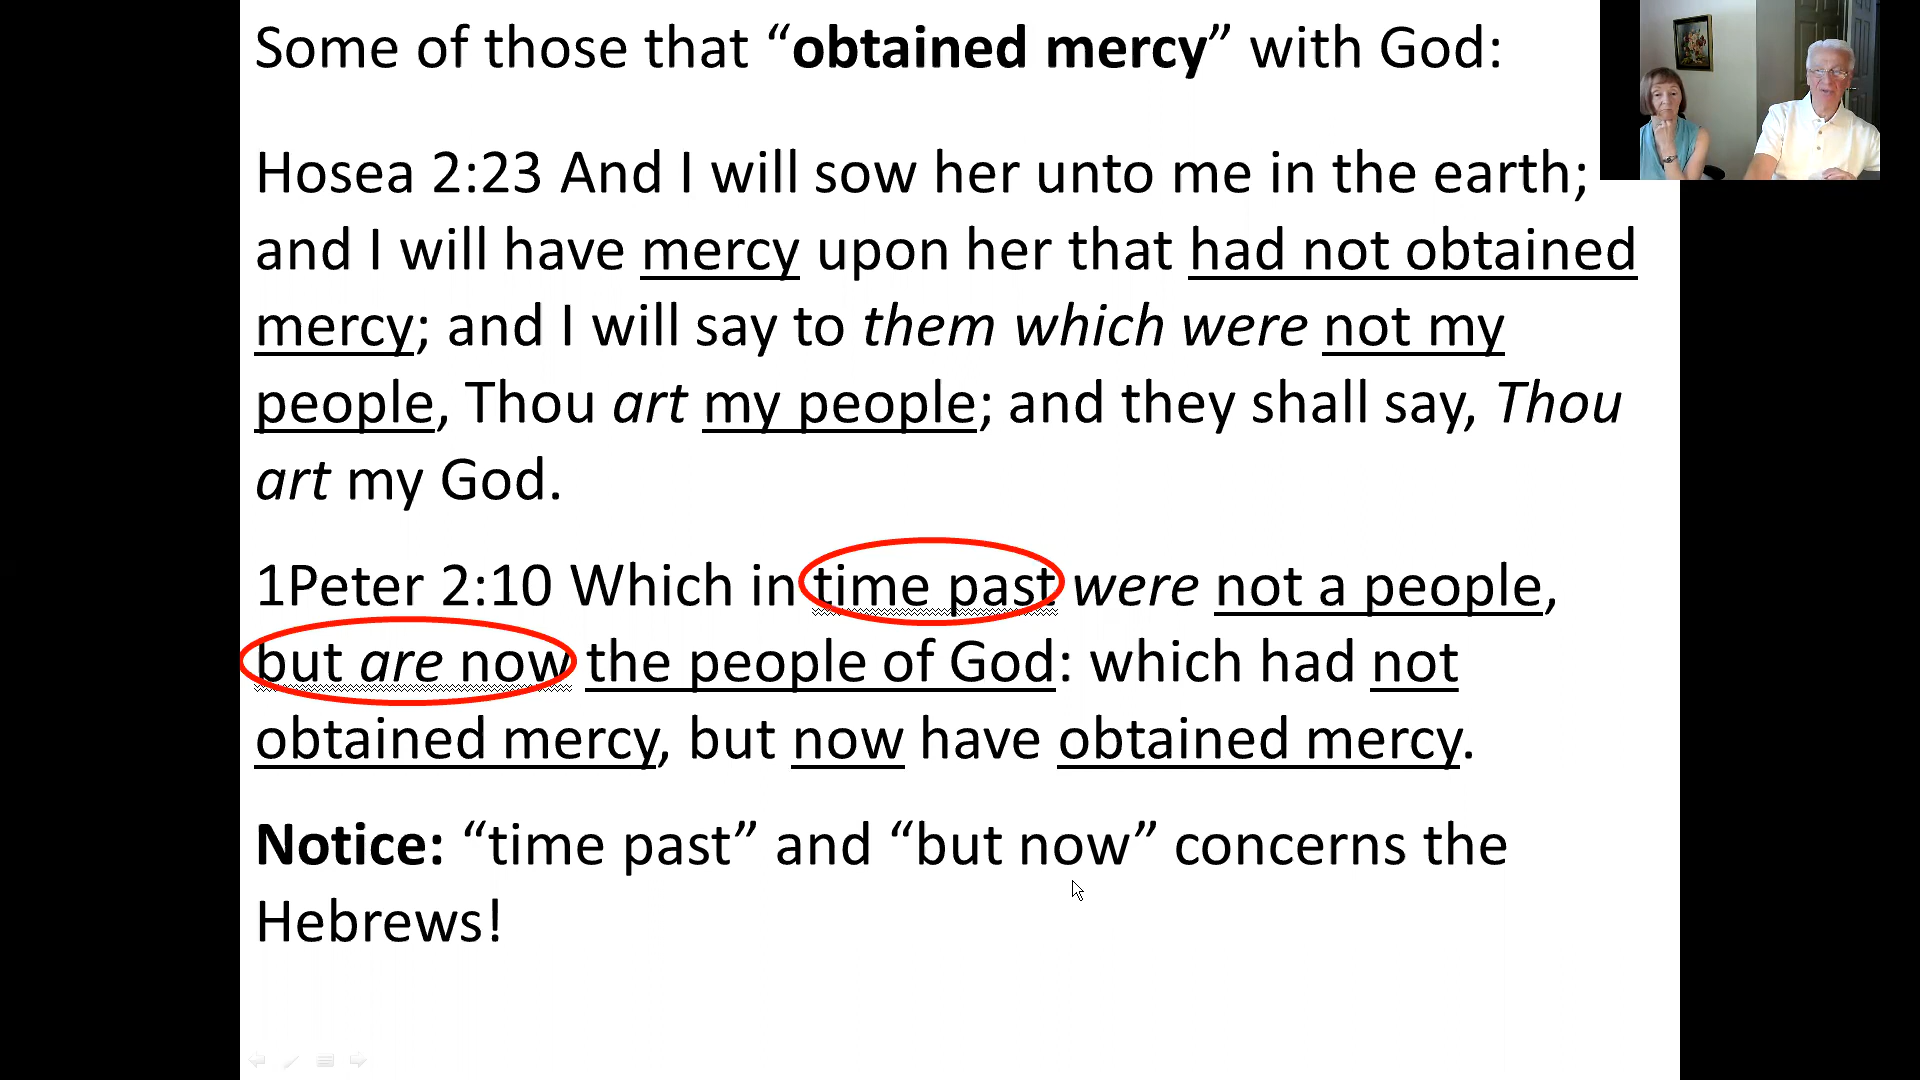 Some of those that “obtained mercy” with God:
Hosea 2:23 And I will sow her unto me in the earth;
and I will have mercy upon her that had not obtained
mercy; and I will say to them which were not my
people, Thou art my people; and they shall say, Thou
art my God.
1Peter 2:10 Which in time past were not a people,
but are now the people of God: which had not
obtained mercy, but now have obtained mercy.
Notice: “time past” and “but now” concerns the
Hebrews!